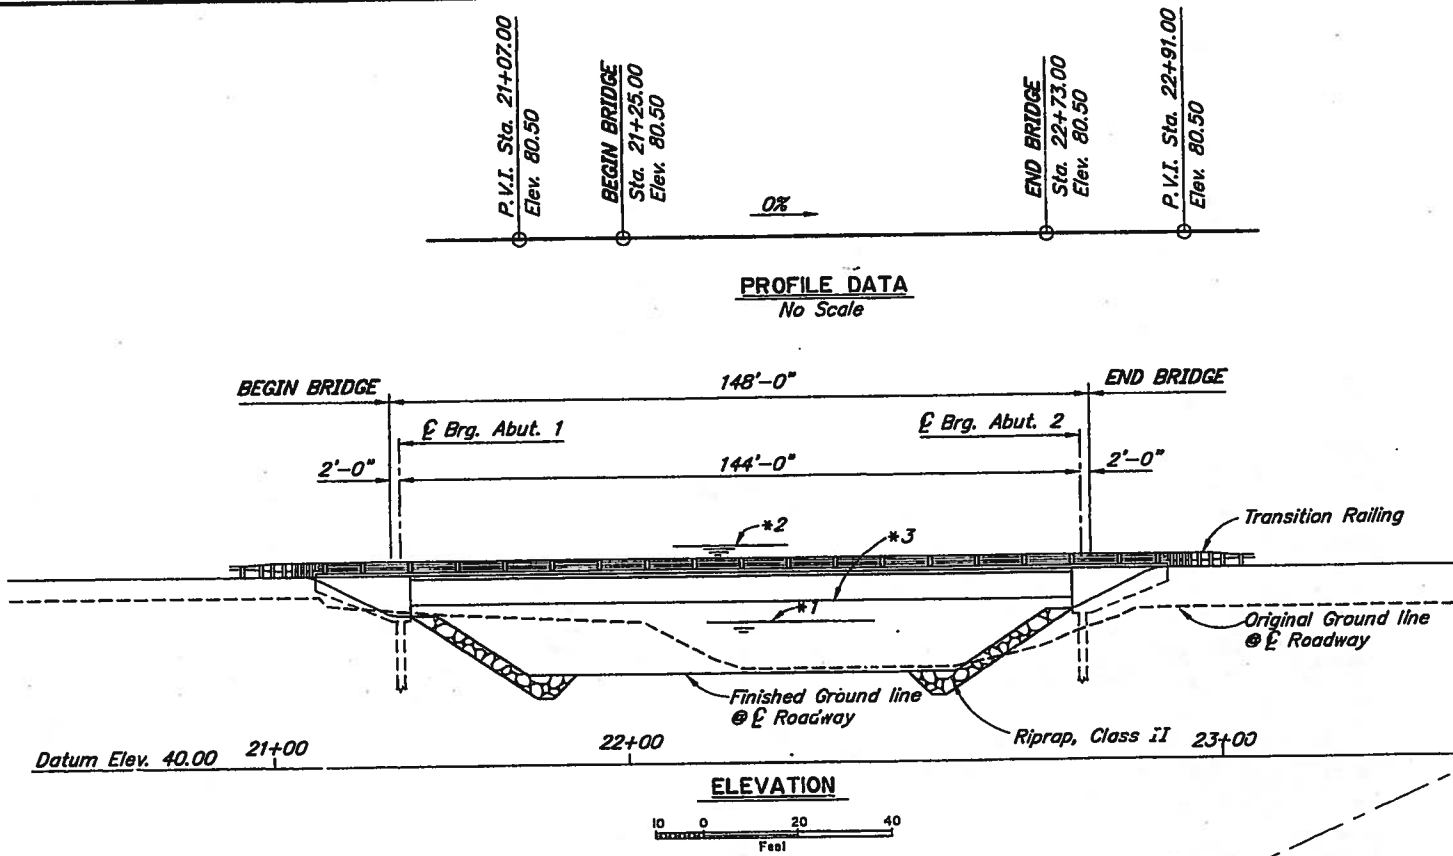 P.V.I. Sta. 21+07.00
Elev. 80.50
BEGIN BRIDGE
Sta. 21+25.00
Elev. 80.50
0%
END BRIDGE
Sta. 22+73.00
Elev. 80.50
P.V.I. Sta. 22+91.00
Elev. 80.50
PROFILE DATA
No Scale
BEGIN BRIDGE
148'-0"
END BRIDGE
℄ Brg. Abut. 1
℄ Brg. Abut. 2
2'-0"
144'-0"
2'-0"
*2
*3
Transition Railing
*1
Original Ground line
@ ℄ Roadway
Finished Ground line
@ ℄ Roadway
Riprap, Class II
Datum Elev. 40.00
21+00
22+00
23+00
ELEVATION
10 0 20 40
Feet